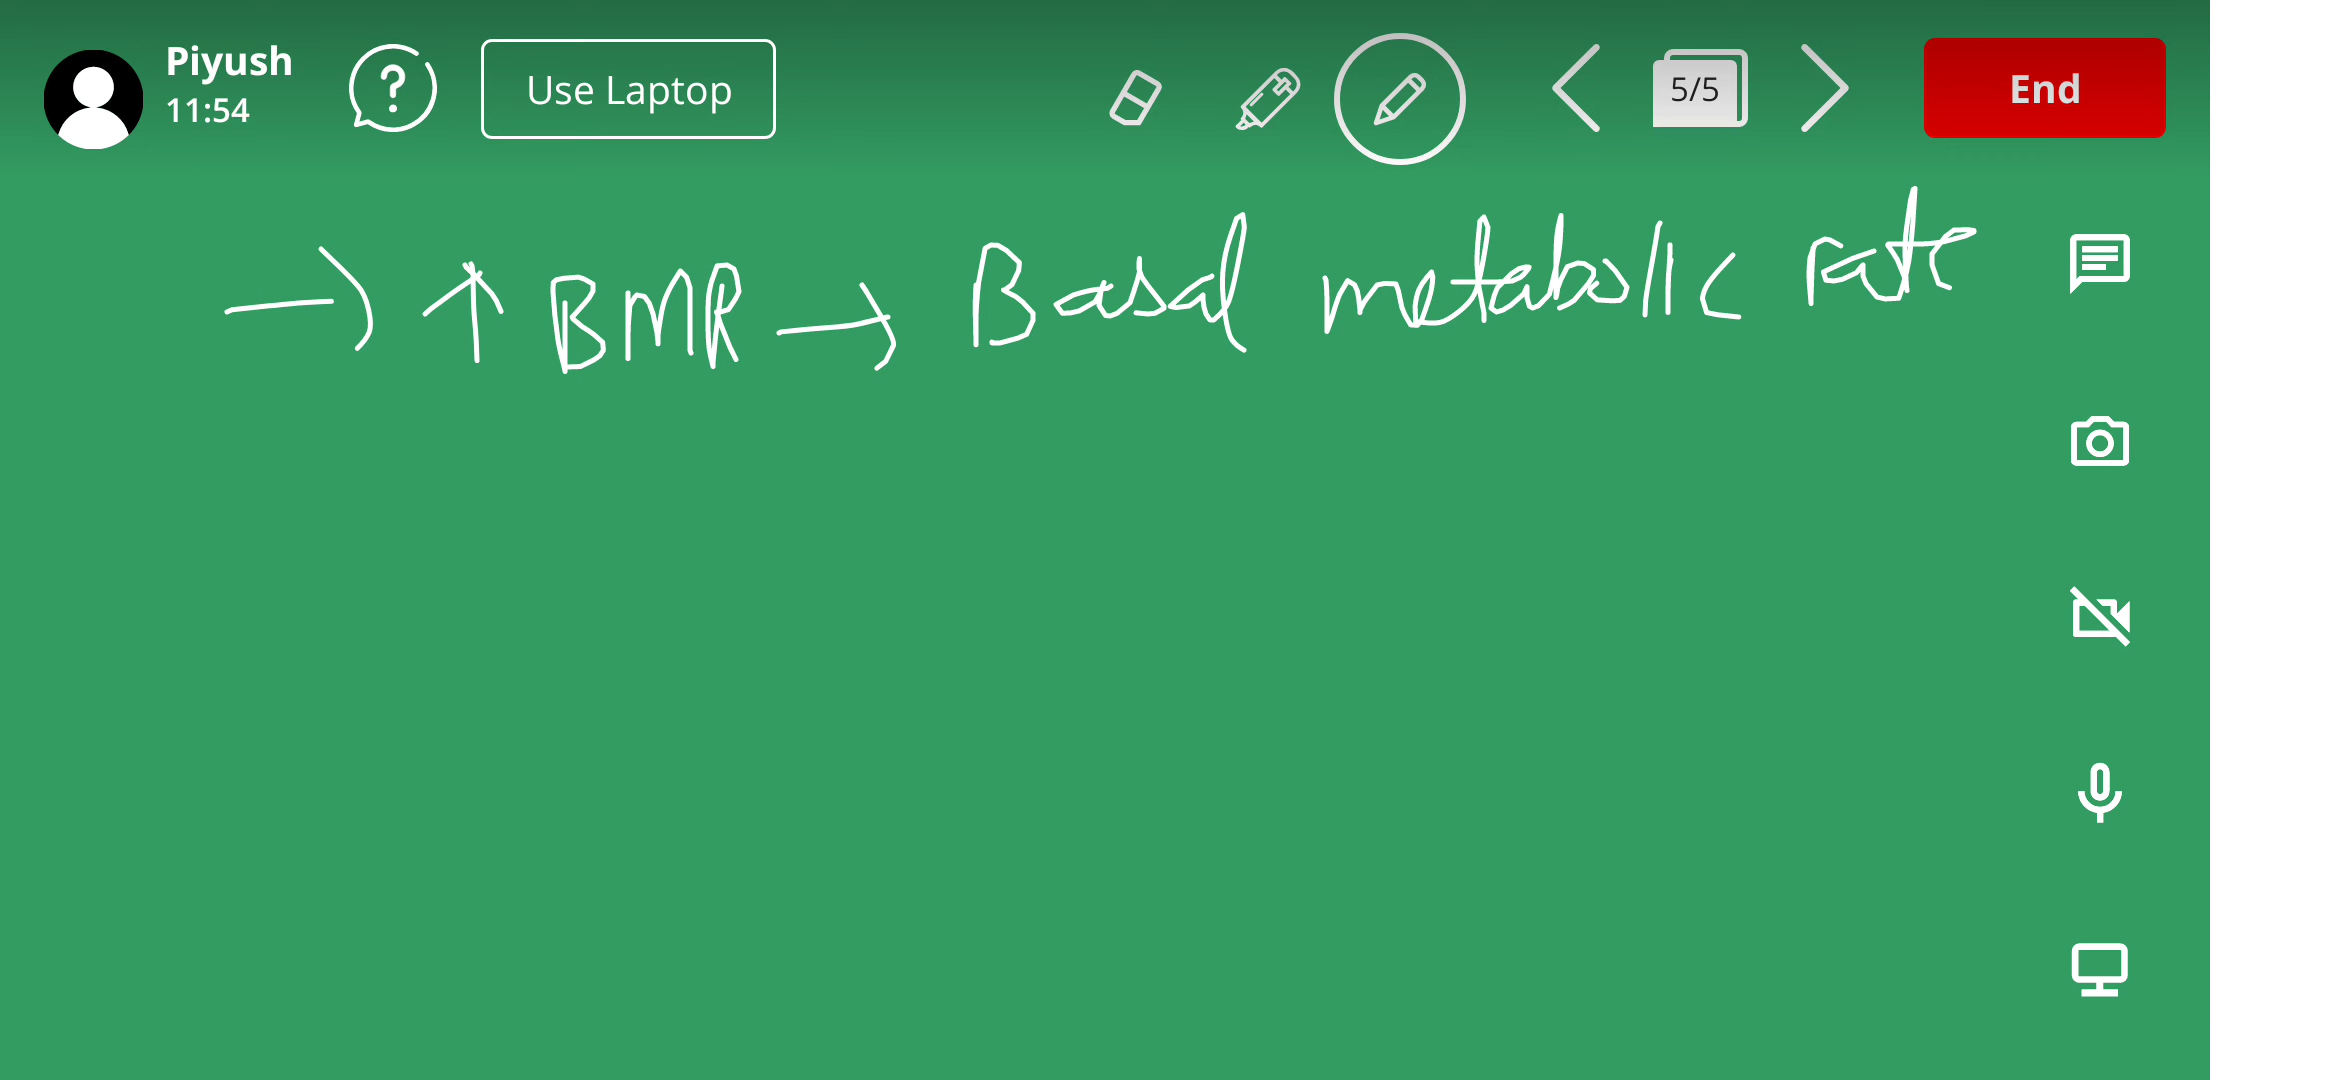 Piyush
11:54
Use Laptop
5/5
End
→ ↑ BMR → Basal metabolic rate